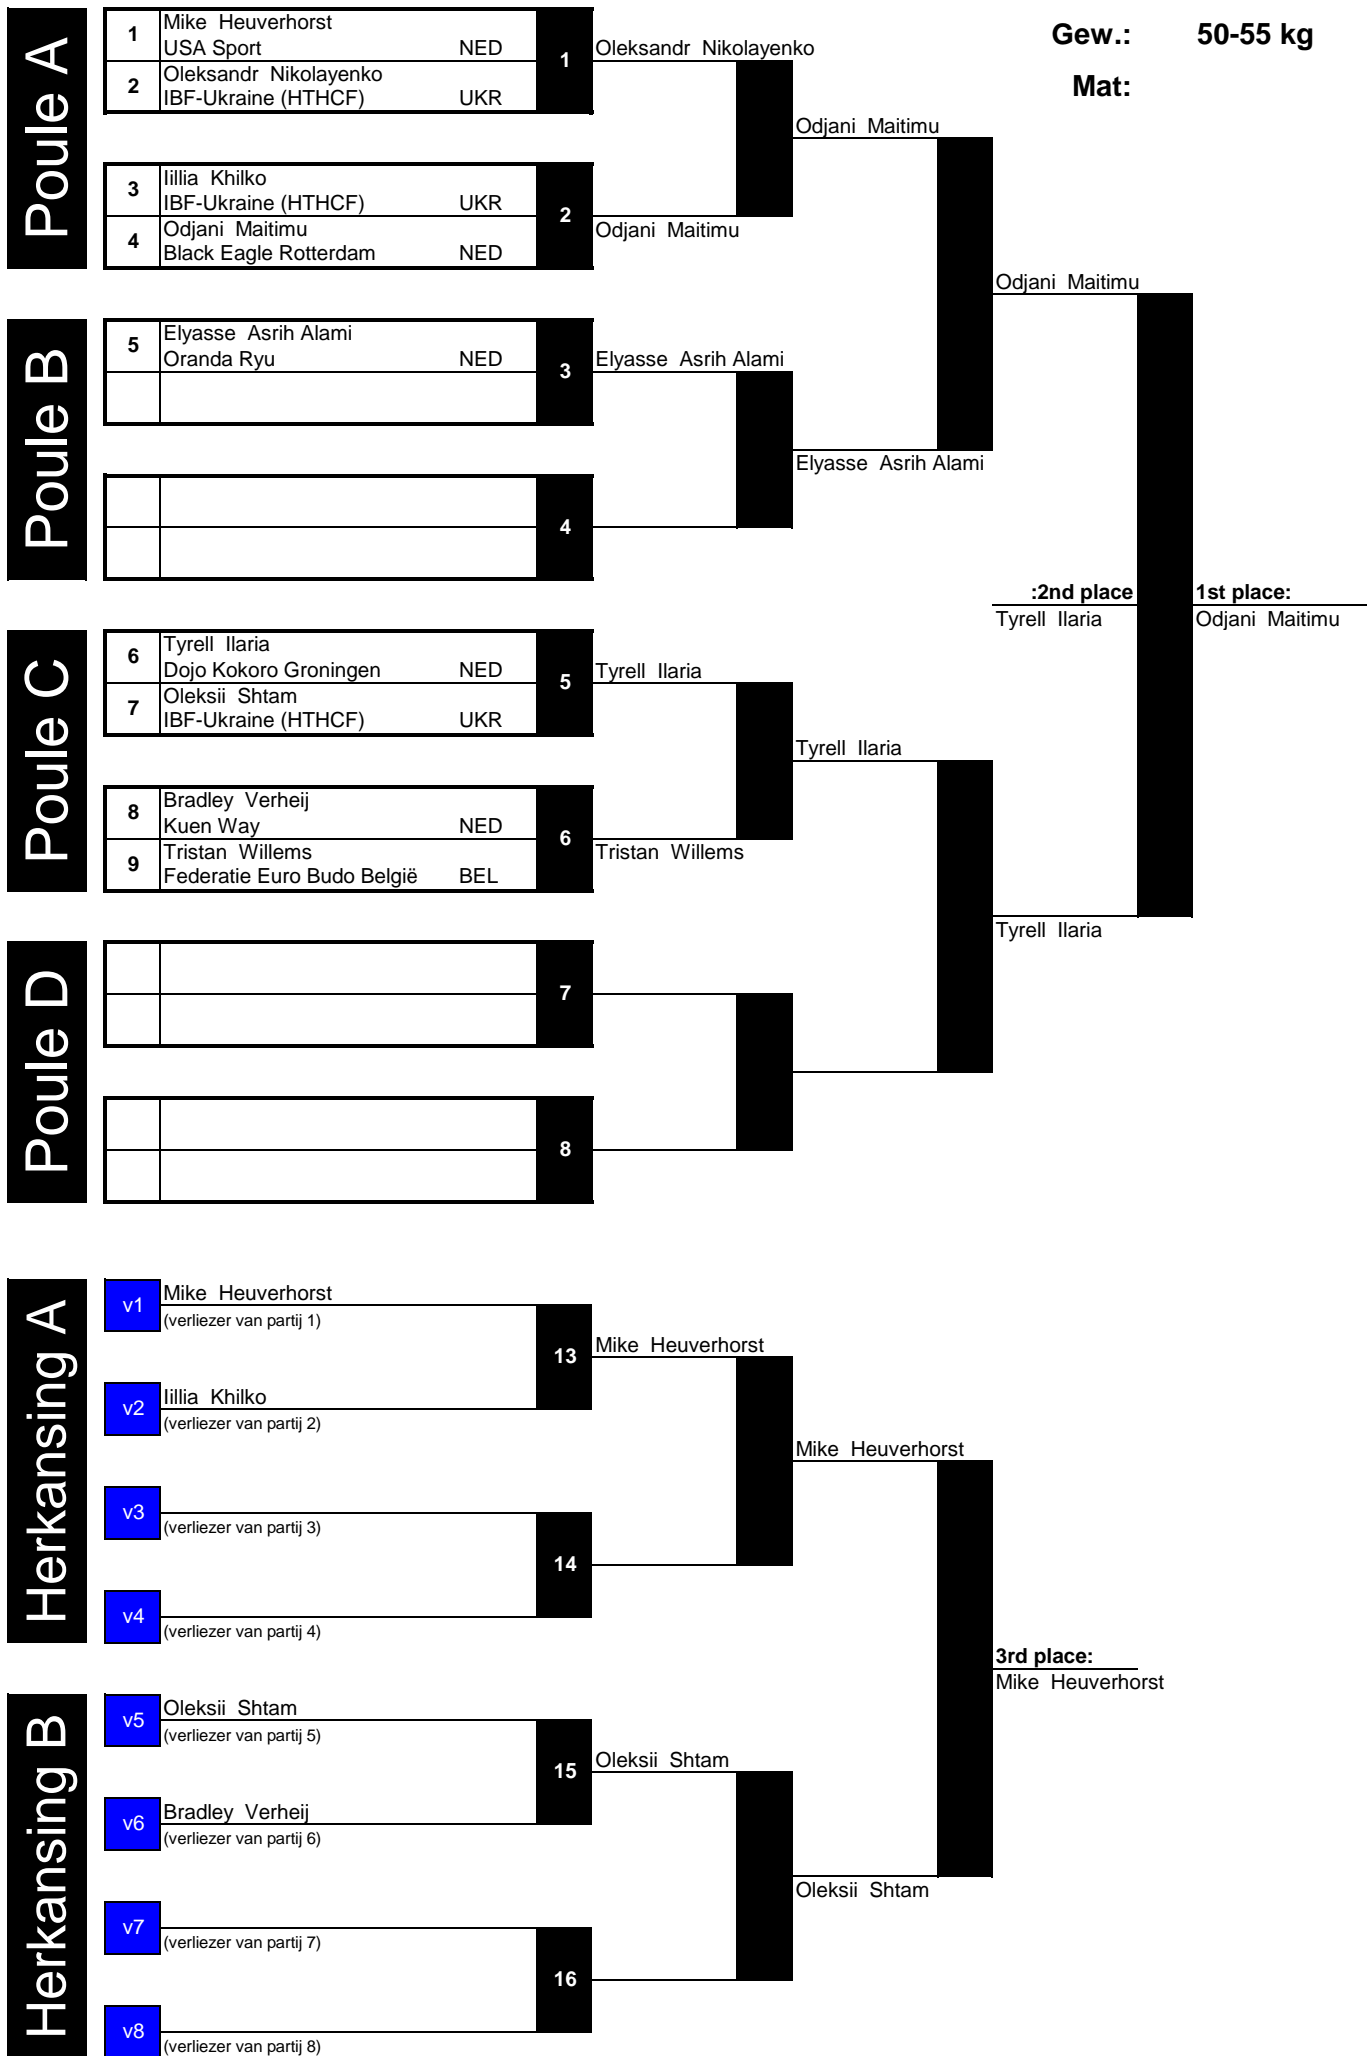 Gew.: 50-55 kg
Mat:
Poule A
1 Mike Heuverhorst
USA Sport NED
2 Oleksandr Nikolayenko
IBF-Ukraine (HTHCF) UKR
1
Oleksandr Nikolayenko
3 Iillia Khilko
IBF-Ukraine (HTHCF) UKR
4 Odjani Maitimu
Black Eagle Rotterdam NED
2
Odjani Maitimu
Odjani Maitimu
Odjani Maitimu
Poule B
5 Elyasse Asrih Alami
Oranda Ryu NED
3
Elyasse Asrih Alami
Elyasse Asrih Alami
4
:2nd place
Tyrell Ilaria
1st place:
Odjani Maitimu
Poule C
6 Tyrell Ilaria
Dojo Kokoro Groningen NED
7 Oleksii Shtam
IBF-Ukraine (HTHCF) UKR
5
Tyrell Ilaria
Tyrell Ilaria
8 Bradley Verheij
Kuen Way NED
9 Tristan Willems
Federatie Euro Budo België BEL
6
Tristan Willems
Tyrell Ilaria
Poule D
7
8
Herkansing A
v1 Mike Heuverhorst
(verliezer van partij 1)
13
Mike Heuverhorst
v2 Iillia Khilko
(verliezer van partij 2)
Mike Heuverhorst
v3
(verliezer van partij 3)
14
v4
(verliezer van partij 4)
3rd place:
Mike Heuverhorst
Herkansing B
v5 Oleksii Shtam
(verliezer van partij 5)
15
Oleksii Shtam
v6 Bradley Verheij
(verliezer van partij 6)
Oleksii Shtam
v7
(verliezer van partij 7)
16
v8
(verliezer van partij 8)